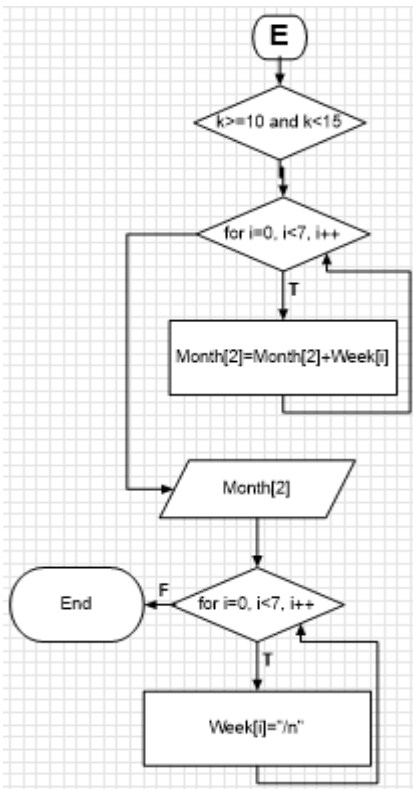 E
k>=10 and k<15
for i=0, i<7, i++
T
Month[2]=Month[2]+Week[i]
Month[2]
F
End
for i=0, i<7, i++
T
Week[i]="/n"